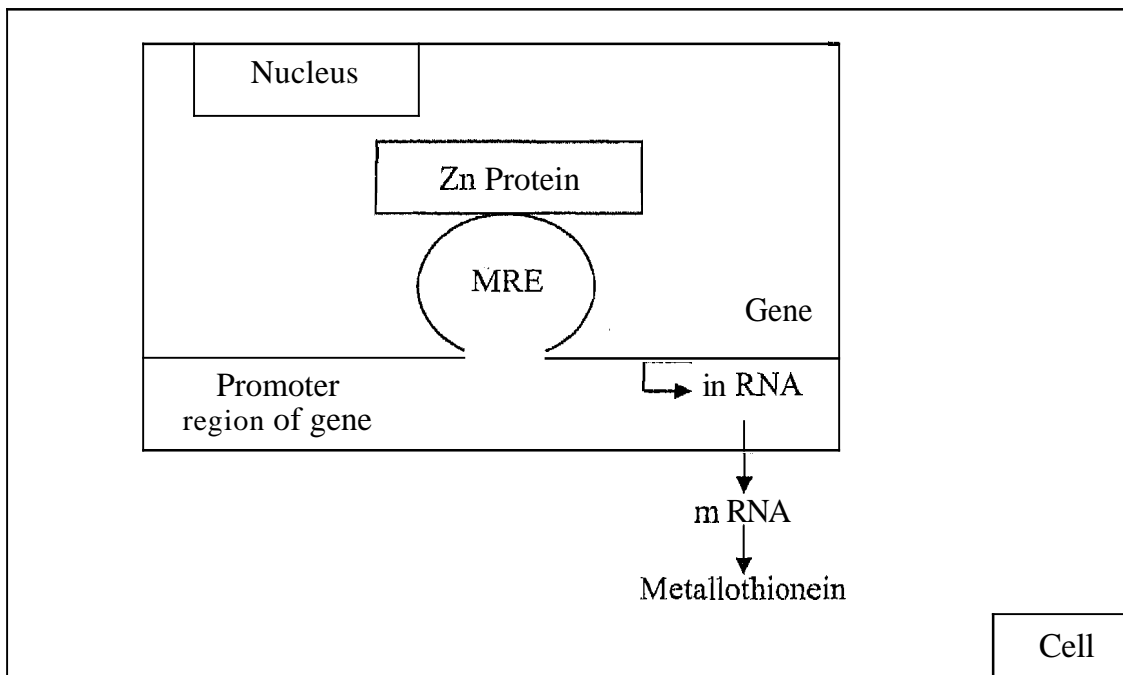 Nucleus
Zn Protein
MRE
Gene
Promoter
region of gene
in RNA
m RNA
Metallothionein
Cell